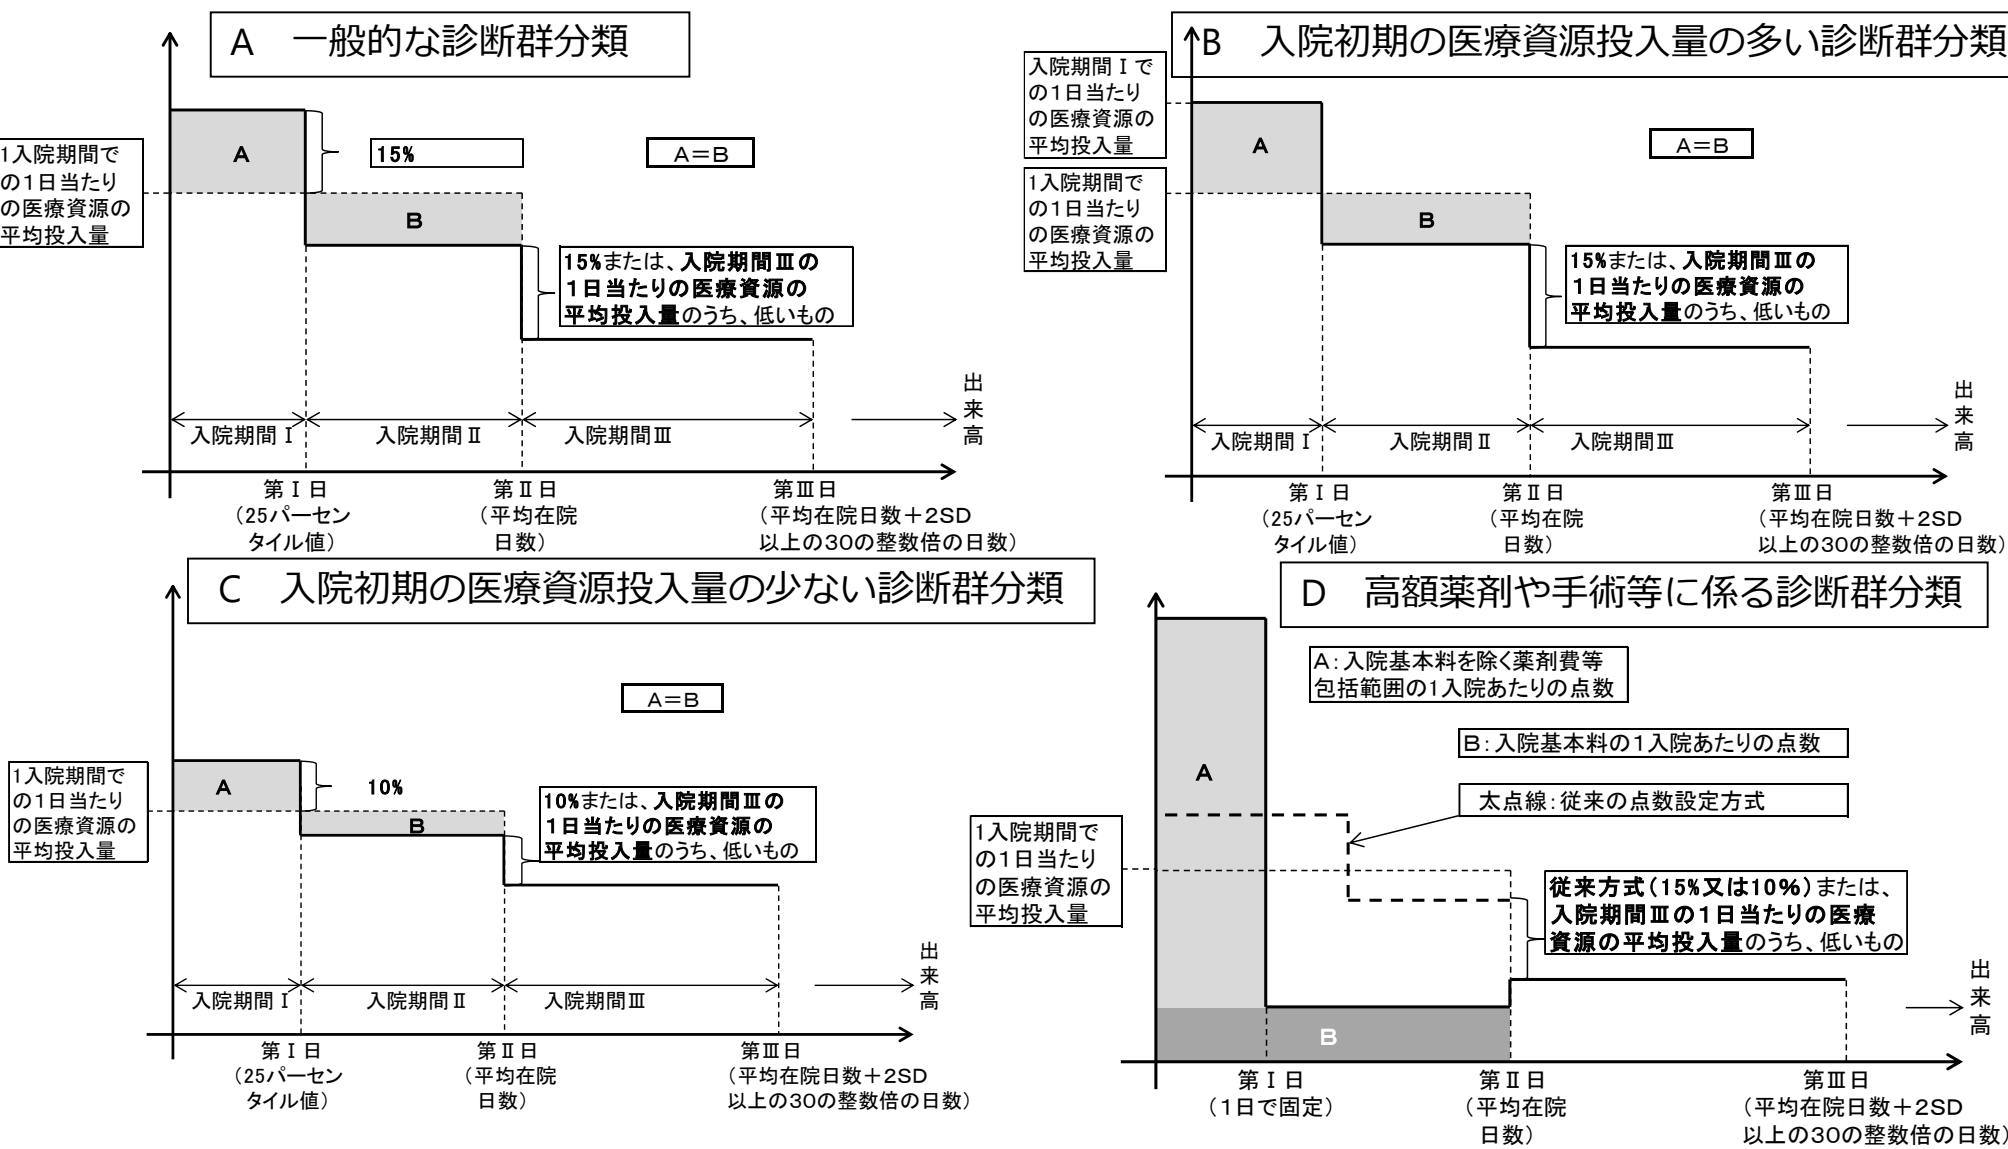 A　一般的な診断群分類
1入院期間で
の1日当たり
の医療資源の
平均投入量
A
15%
A＝B
B
15%または、入院期間Ⅲの
1日当たりの医療資源の
平均投入量のうち、低いもの
出
来
高
入院期間Ⅰ
入院期間Ⅱ
入院期間Ⅲ
第Ⅰ日
（25パーセン
タイル値）
第Ⅱ日
（平均在院
日数）
第Ⅲ日
（平均在院日数＋2SD
以上の30の整数倍の日数）
B　入院初期の医療資源投入量の多い診断群分類
入院期間Ⅰで
の1日当たり
の医療資源の
平均投入量
1入院期間で
の1日当たり
の医療資源の
平均投入量
A
A＝B
B
15%または、入院期間Ⅲの
1日当たりの医療資源の
平均投入量のうち、低いもの
出
来
高
入院期間Ⅰ
入院期間Ⅱ
入院期間Ⅲ
第Ⅰ日
（25パーセン
タイル値）
第Ⅱ日
（平均在院
日数）
第Ⅲ日
（平均在院日数＋2SD
以上の30の整数倍の日数）
C　入院初期の医療資源投入量の少ない診断群分類
A＝B
1入院期間で
の1日当たり
の医療資源の
平均投入量
A
10%
B
10%または、入院期間Ⅲの
1日当たりの医療資源の
平均投入量のうち、低いもの
出
来
高
入院期間Ⅰ
入院期間Ⅱ
入院期間Ⅲ
第Ⅰ日
（25パーセン
タイル値）
第Ⅱ日
（平均在院
日数）
第Ⅲ日
（平均在院日数＋2SD
以上の30の整数倍の日数）
D　高額薬剤や手術等に係る診断群分類
A：入院基本料を除く薬剤費等
包括範囲の1入院あたりの点数
B：入院基本料の1入院あたりの点数
A
太点線：従来の点数設定方式
1入院期間で
の1日当たり
の医療資源の
平均投入量
従来方式（15%又は10％）または、
入院期間Ⅲの1日当たりの医療
資源の平均投入量のうち、低いもの
出
来
高
B
第Ⅰ日
（1日で固定）
第Ⅱ日
（平均在院
日数）
第Ⅲ日
（平均在院日数＋2SD
以上の30の整数倍の日数）